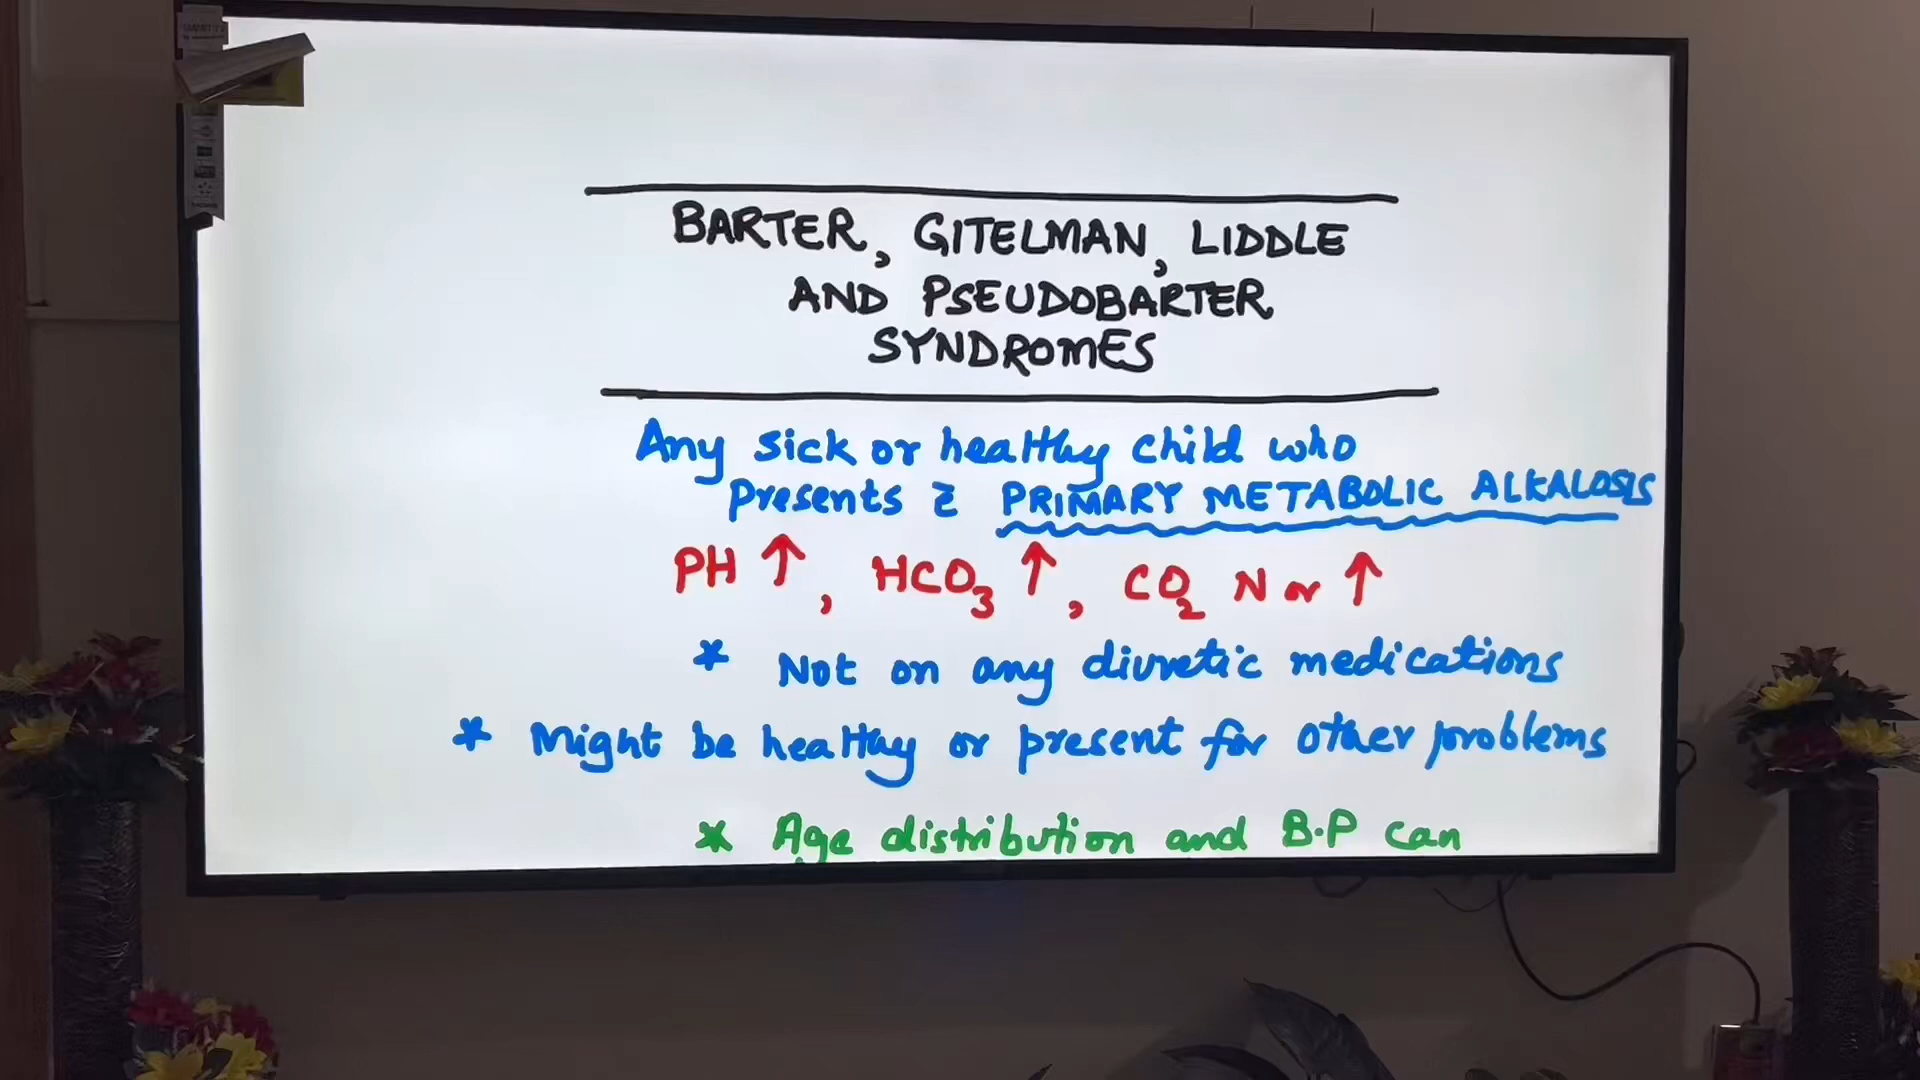 BARTER, GITELMAN, LIDDLE
AND PSEUDOBARTER
SYNDROMES
Any sick or healthy child who
presents c̄ PRIMARY METABOLIC ALKALOSIS
PH ↑, HCO3 ↑, CO2 N or ↑
* Not on any diuretic medications
* Might be healthy or present for other problems
* Age distribution and B.P can